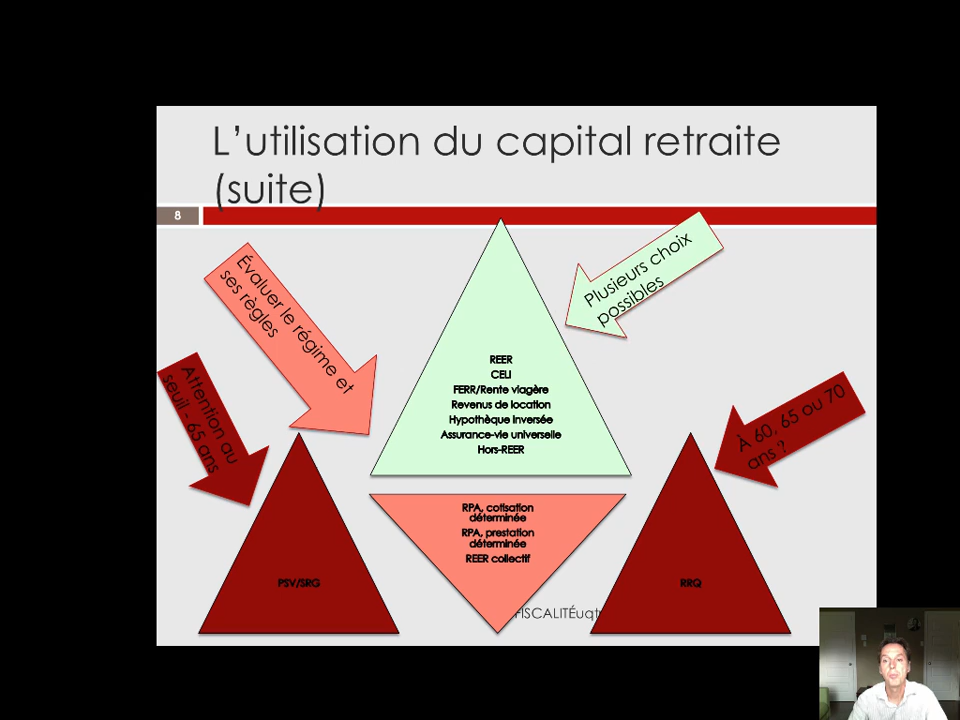 L’utilisation du capital retraite
(suite)
8
Évaluer le régime et
ses règles
Plusieurs choix
possibles
Attention au
seuil - 65 ans
À 60, 65 ou 70
ans ?
REER
CELI
FERR/Rente viagère
Revenus de location
Hypothèque inversée
Assurance-vie universelle
Hors-REER
RPA, cotisation
déterminée
RPA, prestation
déterminée
REER collectif
PSV/SRG
RRQ